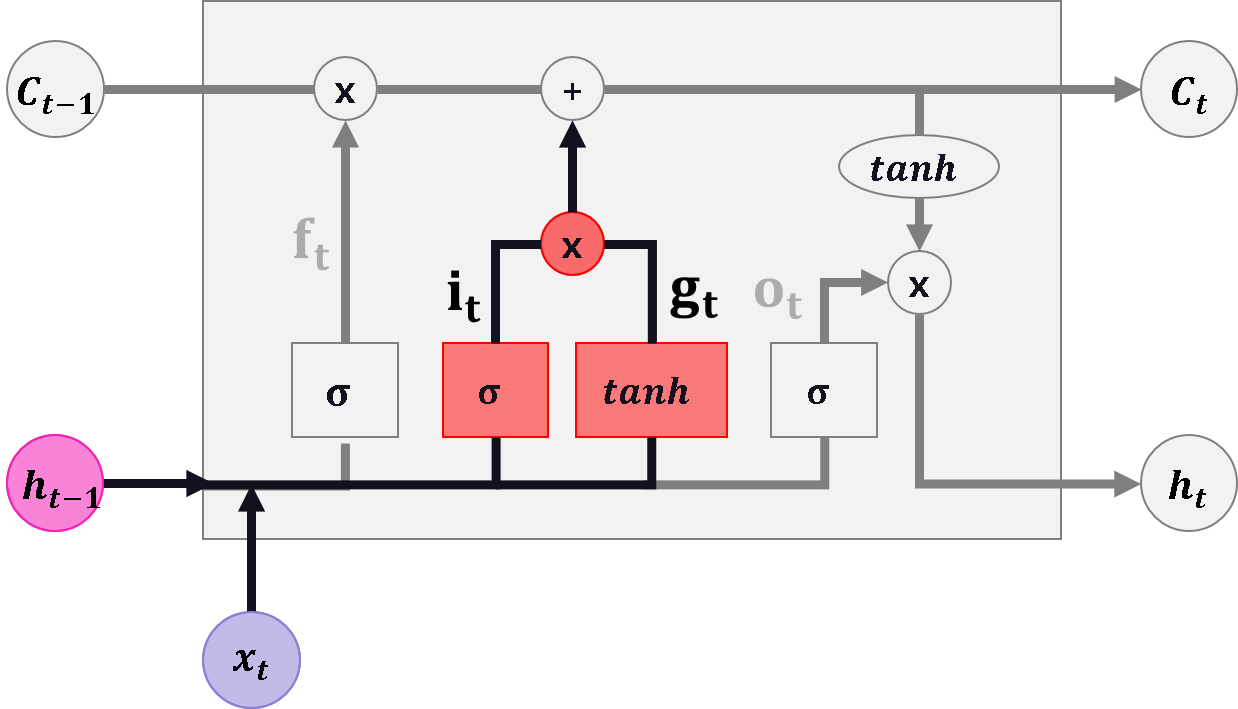 C_{t-1}
x
+
C_t
tanh
f_t
x
i_t
g_t
o_t
x
σ
σ
tanh
σ
h_{t-1}
h_t
x_t